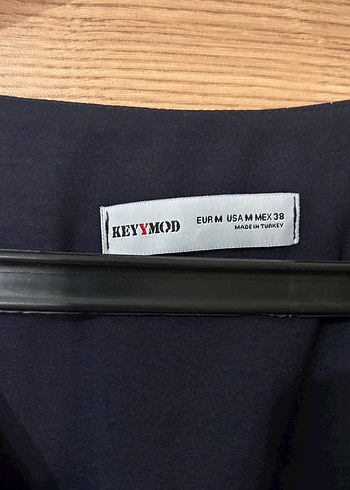 KEYYMOD
EUR M USA M MEX 38
MADE IN TURKEY